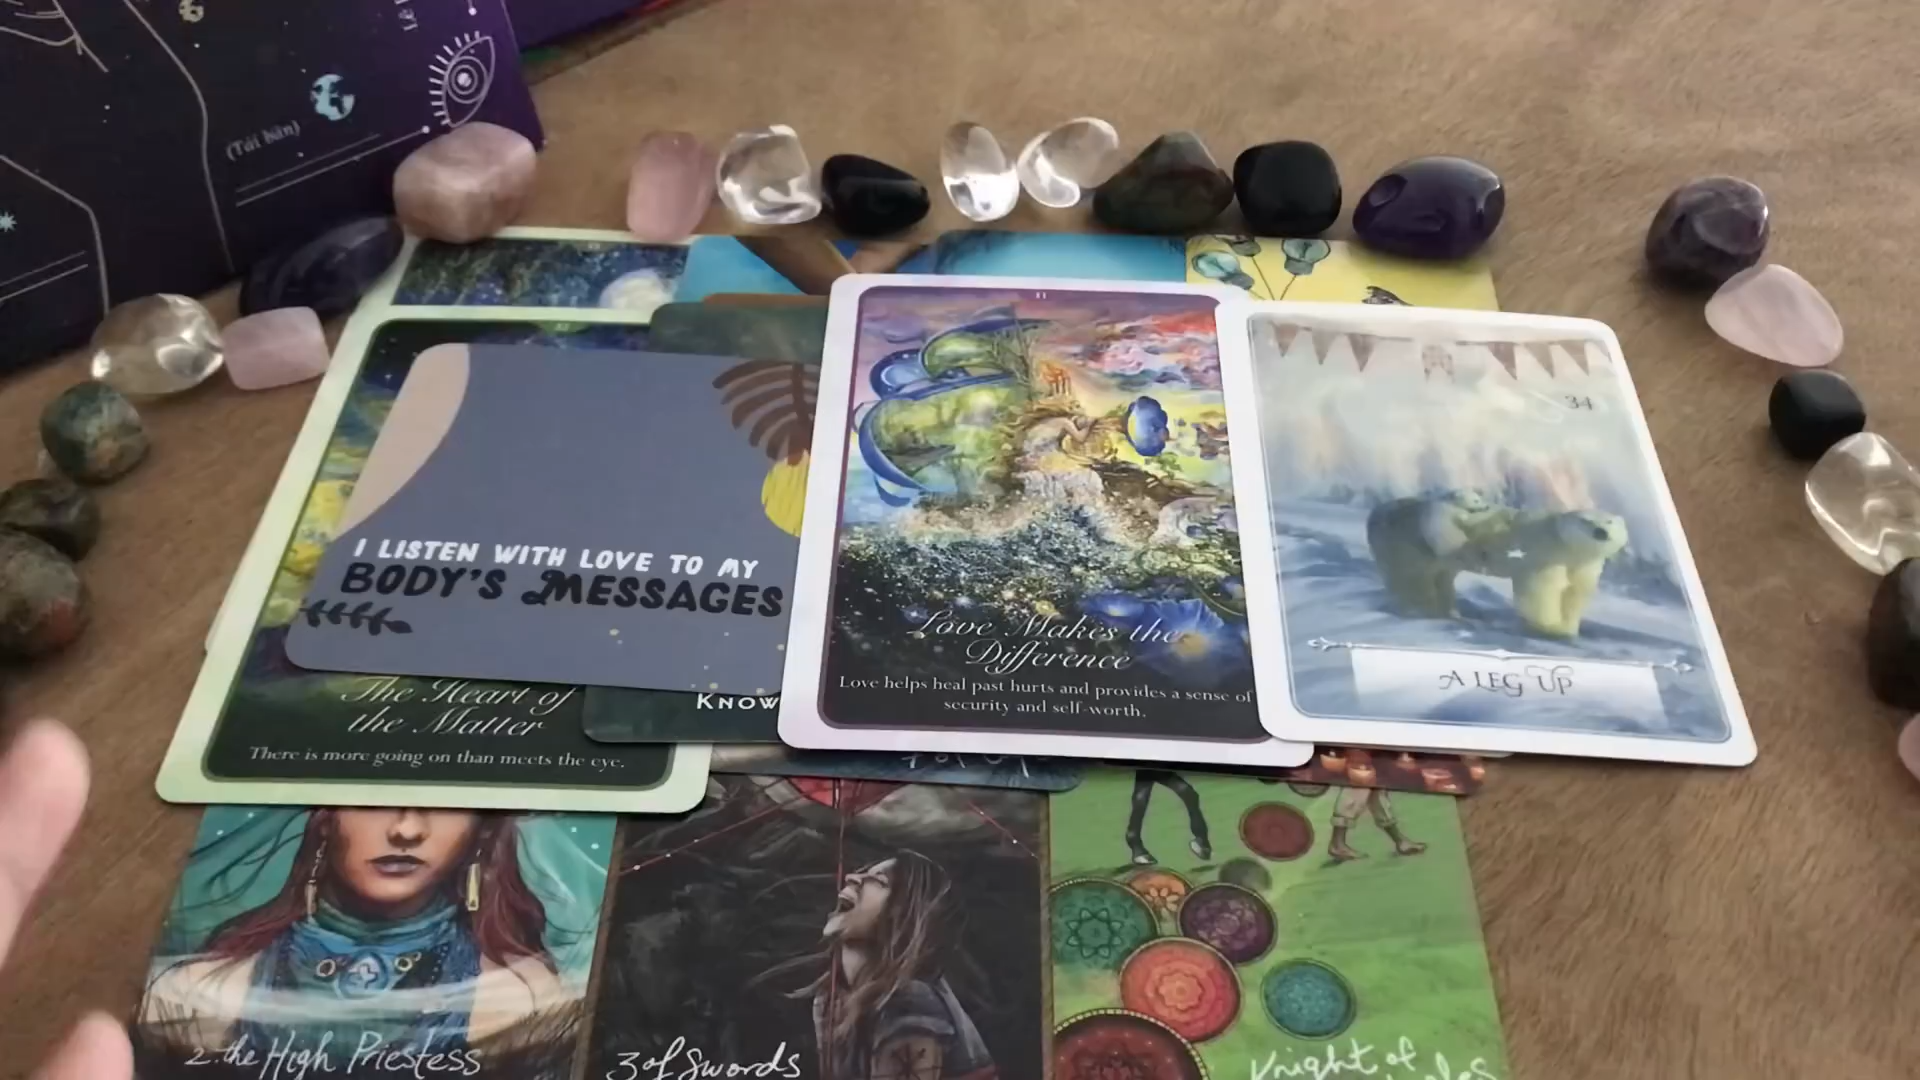 (Tái bản)
34
I LISTEN WITH LOVE TO MY
BODY'S MESSAGES
The Heart of
the Matter
There is more going on than meets the eye.
KNOW
Love Makes the
Difference
Love helps heal past hurts and provides a sense of
security and self-worth.
A LEG UP
2. the High Priestess
3 of Swords
Knight of